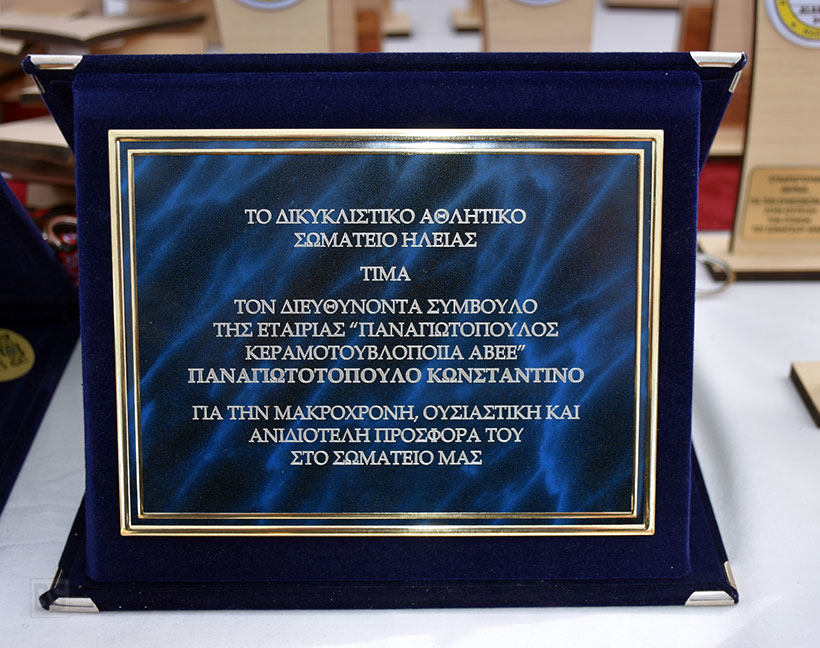 ΤΟ ΔΙΚΥΚΛΙΣΤΙΚΟ ΑΘΛΗΤΙΚΟ
ΣΩΜΑΤΕΙΟ ΗΛΕΙΑΣ
ΤΙΜΑ
ΤΟΝ ΔΙΕΥΘΥΝΟΝΤΑ ΣΥΜΒΟΥΛΟ
ΤΗΣ ΕΤΑΙΡΙΑΣ “ΠΑΝΑΓΙΩΤΟΠΟΥΛΟΣ
ΚΕΡΑΜΟΤΟΥΒΛΟΠΟΙΙΑ ΑΒΕΕ”
ΠΑΝΑΓΙΩΤΟΤΟΠΟΥΛΟ ΚΩΝΣΤΑΝΤΙΝΟ
ΓΙΑ ΤΗΝ ΜΑΚΡΟΧΡΟΝΗ, ΟΥΣΙΑΣΤΙΚΗ ΚΑΙ
ΑΝΙΔΙΟΤΕΛΗ ΠΡΟΣΦΟΡΑ ΤΟΥ
ΣΤΟ ΣΩΜΑΤΕΙΟ ΜΑΣ